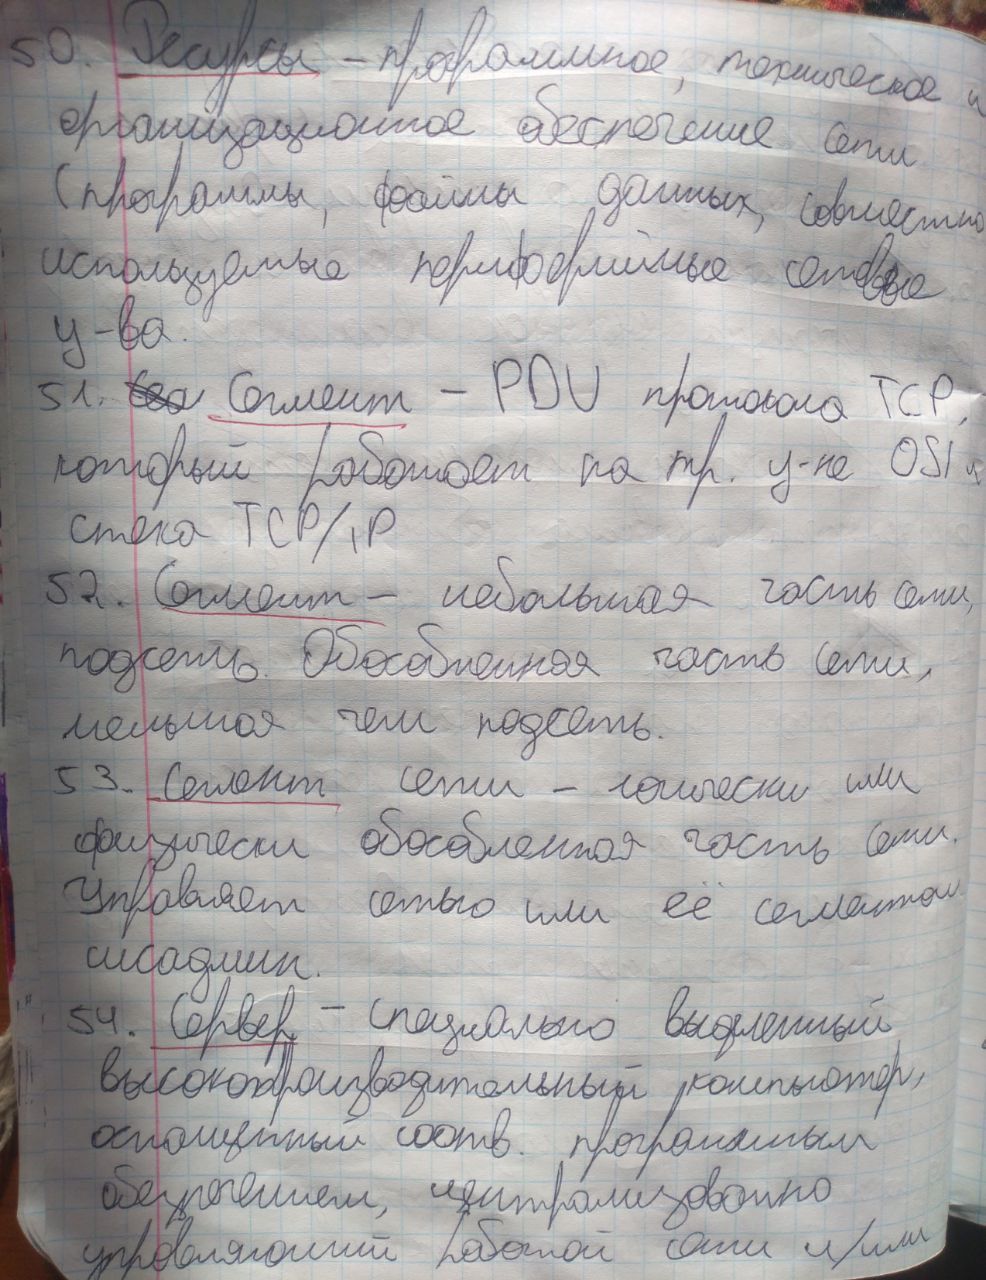 50. Ресурсы – программное, техническое и
организационное обеспечение сети
(программы, файлы данных, совместно
используемые периферийные сетевые
у-ва.
51. Сегмент – PDU протокола TCP,
который работает на тр. у-не OSI и
стека TCP/IP
52. Сегмент – небольшая часть сети,
подсеть. Обособленная часть сети,
меньшая чем подсеть.
53. Сегмент сети – логически или
физически обособленная часть сети.
Управляет сетью или её сегментом
сисадмин.
54. Сервер – специально выделенный
высокопроизводительный компьютер,
оснащенный соотв. программным
обеспечением, централизованно
управляющий работой сети и/или